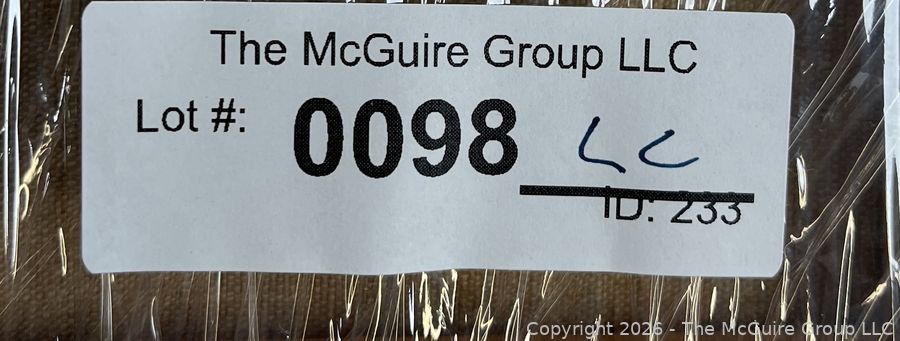 The McGuire Group LLC
Lot #: 0098 LC
ID: 233
Copyright 2026 - The McGuire Group LLC